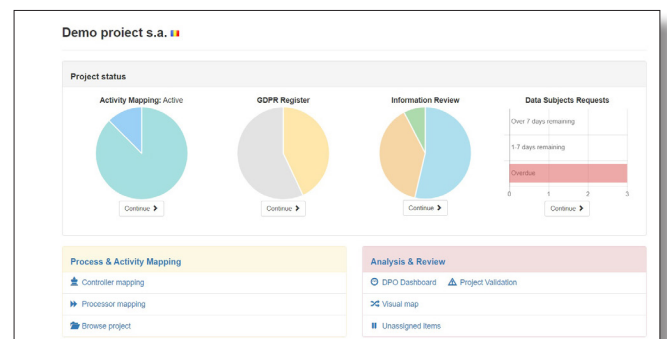 Demo proiect s.a.
Project status
Activity Mapping: Active
GDPR Register
Information Review
Data Subjects Requests
Over 7 days remaining
1-7 days remaining
Overdue
0 1 2 3
Continue
Continue
Continue
Continue
Process & Activity Mapping
Analysis & Review
Controller mapping
DPO Dashboard Project Validation
Processor mapping
Visual map
Browse project
Unassigned items